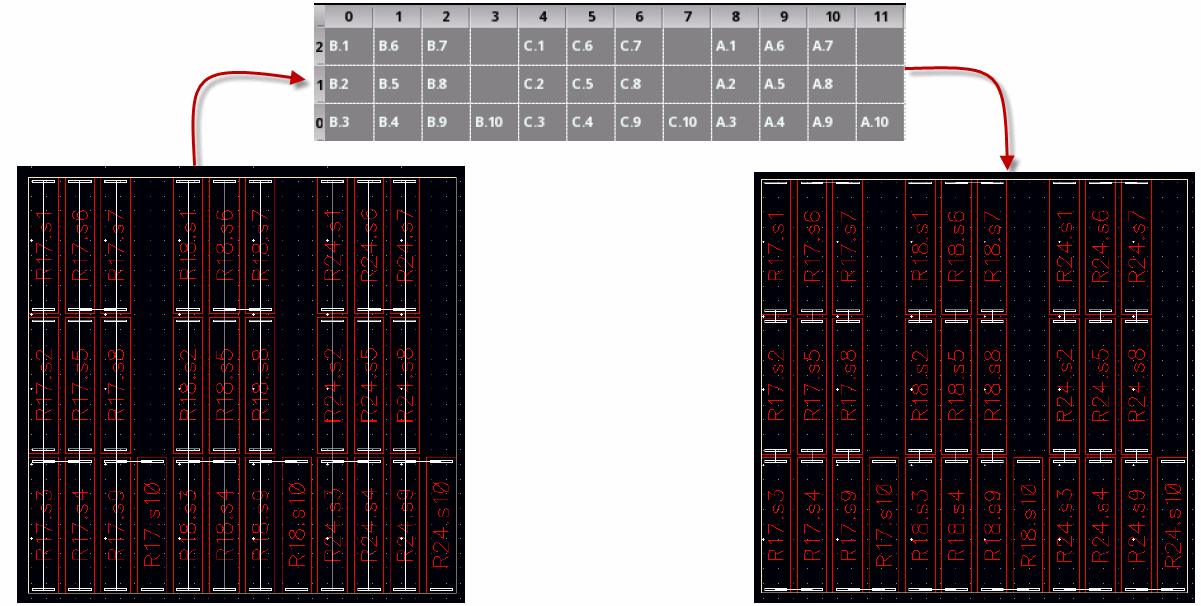 0 1 2 3 4 5 6 7 8 9 10 11
2 B.1 B.6 B.7 C.1 C.6 C.7 A.1 A.6 A.7
1 B.2 B.5 B.8 C.2 C.5 C.8 A.2 A.5 A.8
0 B.3 B.4 B.9 B.10 C.3 C.4 C.9 C.10 A.3 A.4 A.9 A.10
R17.s1 R17.s6 R17.s7 R18.s1 R18.s6 R18.s7 R24.s1 R24.s6 R24.s7
R17.s2 R17.s5 R17.s8 R18.s2 R18.s5 R18.s8 R24.s2 R24.s5 R24.s8
R17.s3 R17.s4 R17.s9 R17.s10 R18.s3 R18.s4 R18.s9 R18.s10 R24.s3 R24.s4 R24.s9 R24.s10
R17.s1 R17.s6 R17.s7 R18.s1 R18.s6 R18.s7 R24.s1 R24.s6 R24.s7
R17.s2 R17.s5 R17.s8 R18.s2 R18.s5 R18.s8 R24.s2 R24.s5 R24.s8
R17.s3 R17.s4 R17.s9 R17.s10 R18.s3 R18.s4 R18.s9 R18.s10 R24.s3 R24.s4 R24.s9 R24.s10